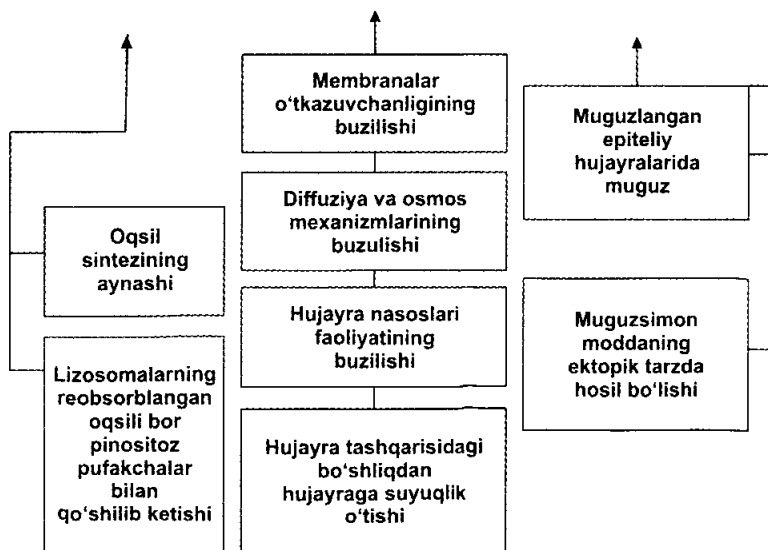 Membranalar
o‘tkazuvchanligining
buzilishi
Muguzlangan
epiteliy
hujayralarida
muguz
Diffuziya va osmos
mexanizmlarining
buzulishi
Oqsil
sintezining
aynashi
Hujayra nasoslari
faoliyatining
buzilishi
Muguzsimon
moddaning
ektopik tarzda
hosil bo‘lishi
Lizosomalarning
reobsorblangan
oqsili bor
pinositoz
pufakchalar
bilan
qo‘shilib ketishi
Hujayra tashqarisidagi
bo‘shliqdan
hujayraga suyuqlik
o‘tishi